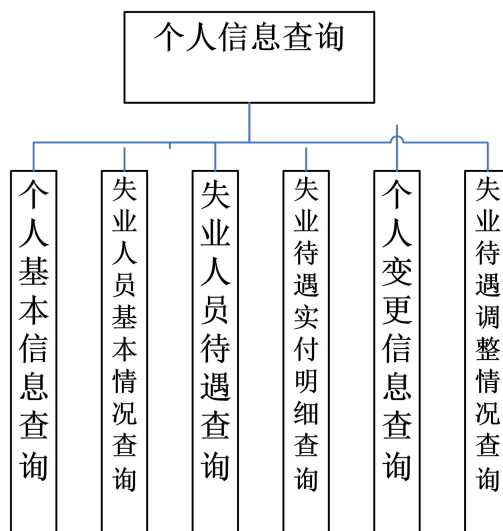 个人信息查询
个人基本信息查询
失业人员基本情况查询
失业人员待遇查询
失业待遇实付明细查询
个人变更信息查询
失业待遇调整情况查询